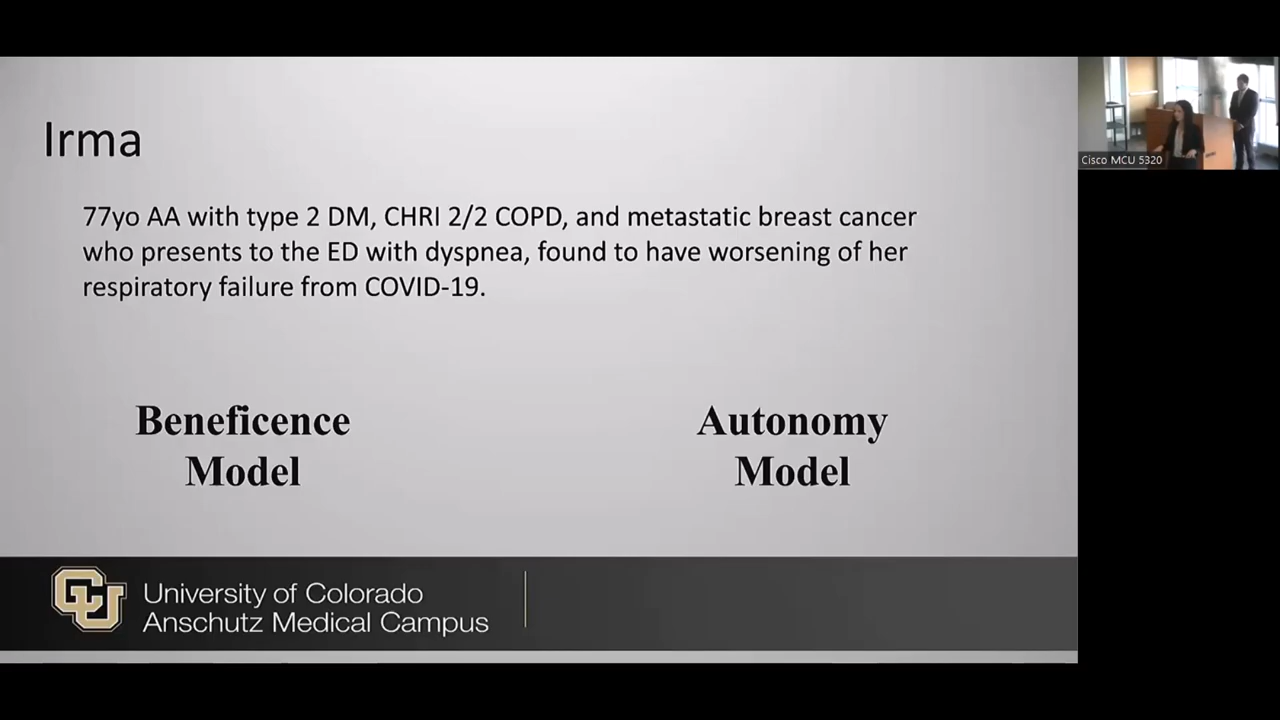 Irma
77yo AA with type 2 DM, CHRI 2/2 COPD, and metastatic breast cancer
who presents to the ED with dyspnea, found to have worsening of her
respiratory failure from COVID-19.
Beneficence
Model
Autonomy
Model
University of Colorado
Anschutz Medical Campus
Cisco MCU 5320